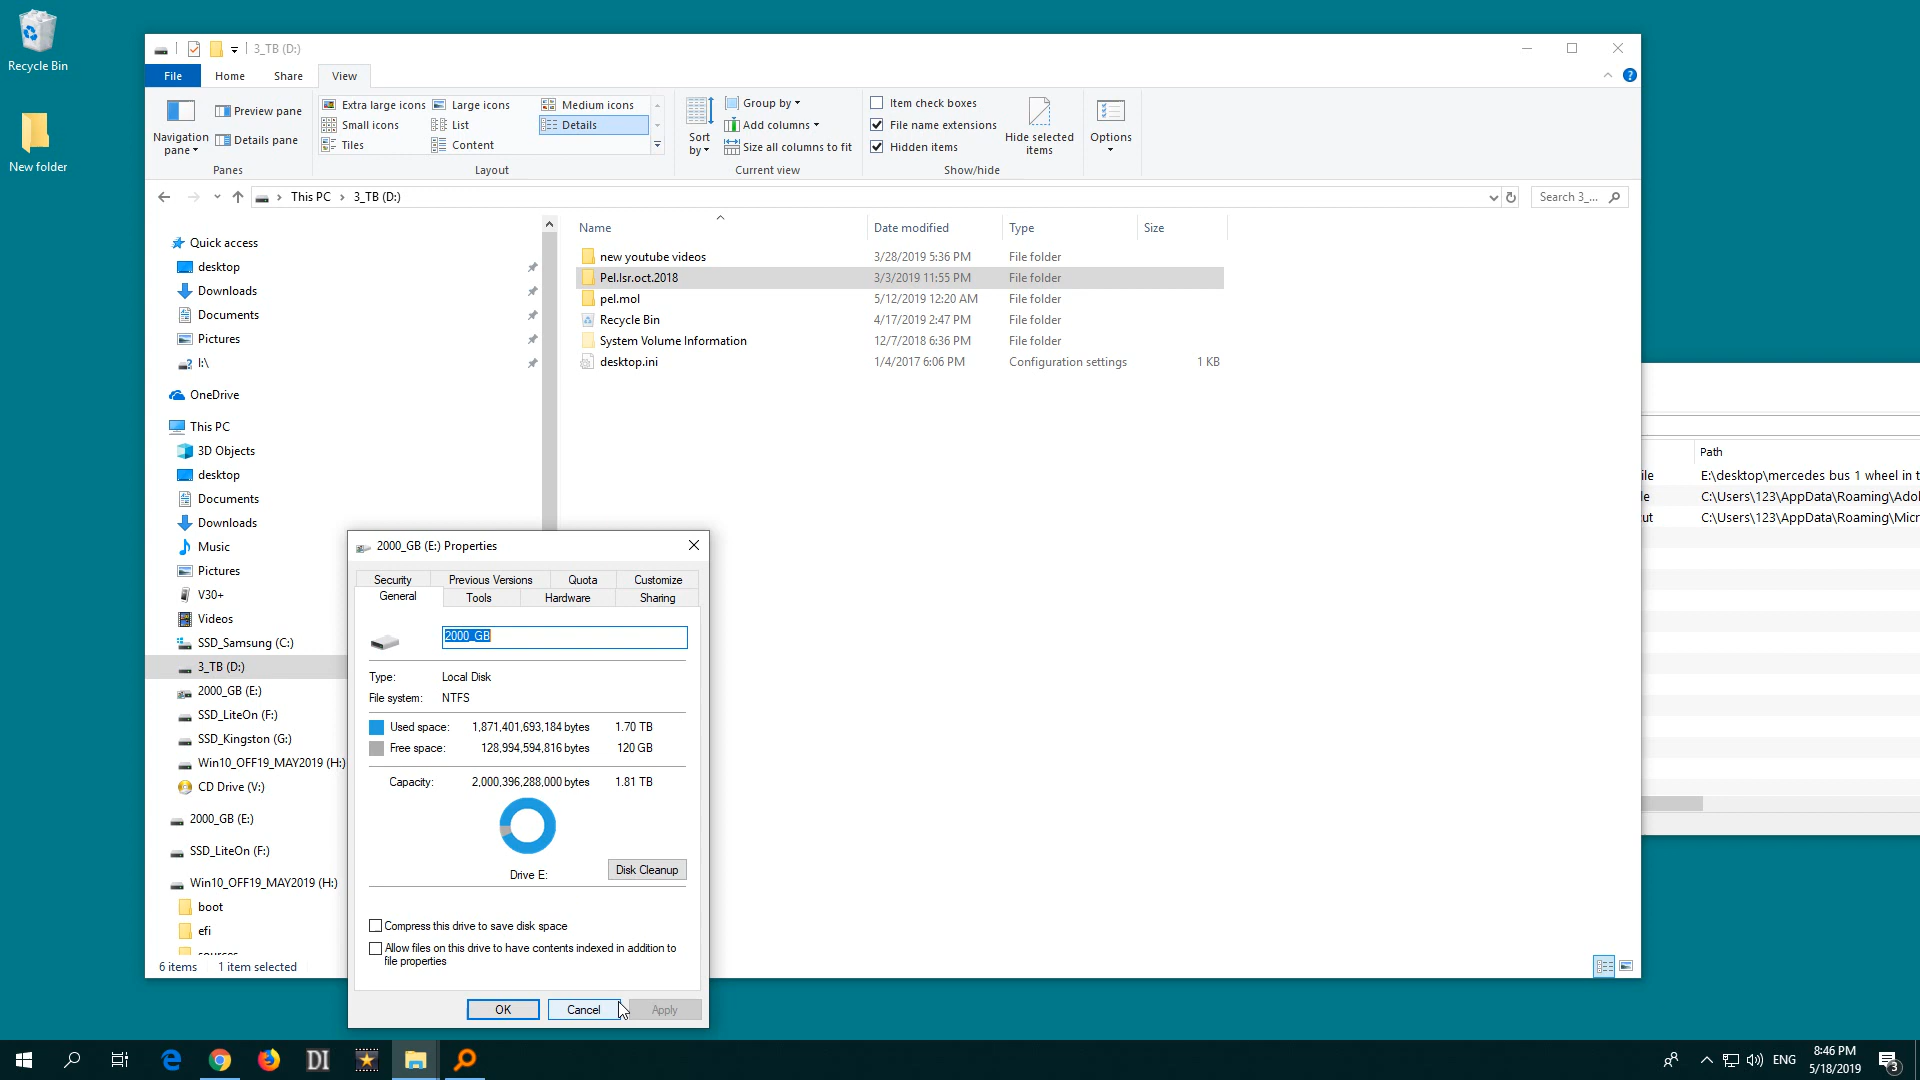 Recycle Bin
New folder
3_TB (D:)
File
Home
Share
View
Navigation
pane
Preview pane
Details pane
Panes
Extra large icons
Large icons
Medium icons
Small icons
List
Details
Tiles
Content
Layout
Sort
by
Group by
Add columns
Size all columns to fit
Current view
Item check boxes
File name extensions
Hidden items
Hide selected
items
Show/hide
Options
This PC
3_TB (D:)
Search 3_...
Quick access
desktop
Downloads
Documents
Pictures
I:\
OneDrive
This PC
3D Objects
desktop
Documents
Downloads
Music
Pictures
V30+
Videos
SSD_Samsung (C:)
3_TB (D:)
2000_GB (E:)
SSD_LiteOn (F:)
SSD_Kingston (G:)
Win10_OFF19_MAY2019 (H:)
CD Drive (V:)
2000_GB (E:)
SSD_LiteOn (F:)
Win10_OFF19_MAY2019 (H:)
boot
efi
6 items
1 item selected
Name
Date modified
Type
Size
new youtube videos 3/28/2019 5:36 PM File folder
Pel.lsr.oct.2018 3/3/2019 11:55 PM File folder
pel.mol 5/12/2019 12:20 AM File folder
Recycle Bin 4/17/2019 2:47 PM File folder
System Volume Information 12/7/2018 6:36 PM File folder
desktop.ini 1/4/2017 6:06 PM Configuration settings 1 KB
Path
E:\desktop\mercedes bus 1 wheel in t
C:\Users\123\AppData\Roaming\Ado
C:\Users\123\AppData\Roaming\Micr
2000_GB (E:) Properties
Security
Previous Versions
Quota
Customize
General
Tools
Hardware
Sharing
2000_GB
Type: Local Disk
File system: NTFS
Used space: 1,871,401,693,184 bytes 1.70 TB
Free space: 128,994,594,816 bytes 120 GB
Capacity: 2,000,396,288,000 bytes 1.81 TB
Drive E:
Disk Cleanup
Compress this drive to save disk space
Allow files on this drive to have contents indexed in addition to
file properties
OK
Cancel
Apply
DI
ENG
8:46 PM
5/18/2019
3